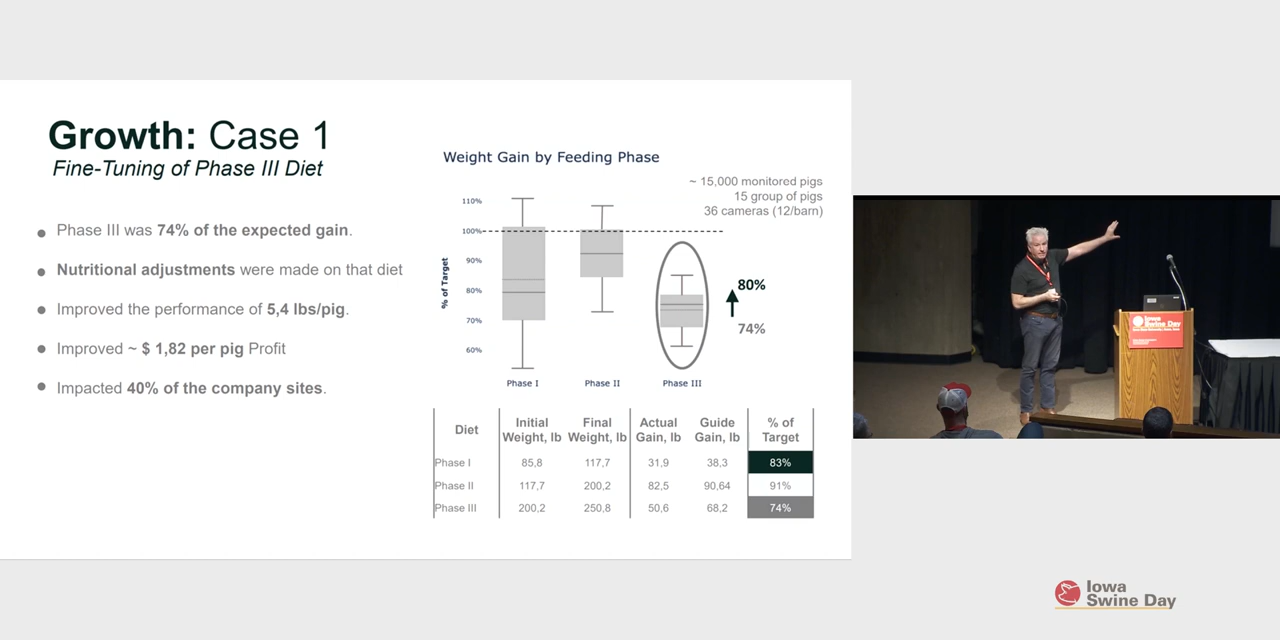 Growth: Case 1
Fine-Tuning of Phase III Diet
Phase III was 74% of the expected gain.
Nutritional adjustments were made on that diet
Improved the performance of 5,4 lbs/pig.
Improved ~ $ 1,82 per pig Profit
Impacted 40% of the company sites.
Weight Gain by Feeding Phase
~ 15,000 monitored pigs
15 group of pigs
36 cameras (12/barn)
% of Target
110%
100%
90%
80%
70%
60%
80%
74%
Phase I Phase II Phase III
Diet Initial Weight, lb Final Weight, lb Actual Gain, lb Guide Gain, lb % of Target
Phase I 85,8 117,7 31,9 38,3 83%
Phase II 117,7 200,2 82,5 90,64 91%
Phase III 200,2 250,8 50,6 68,2 74%
Iowa
Swine Day
Iowa
Swine Day